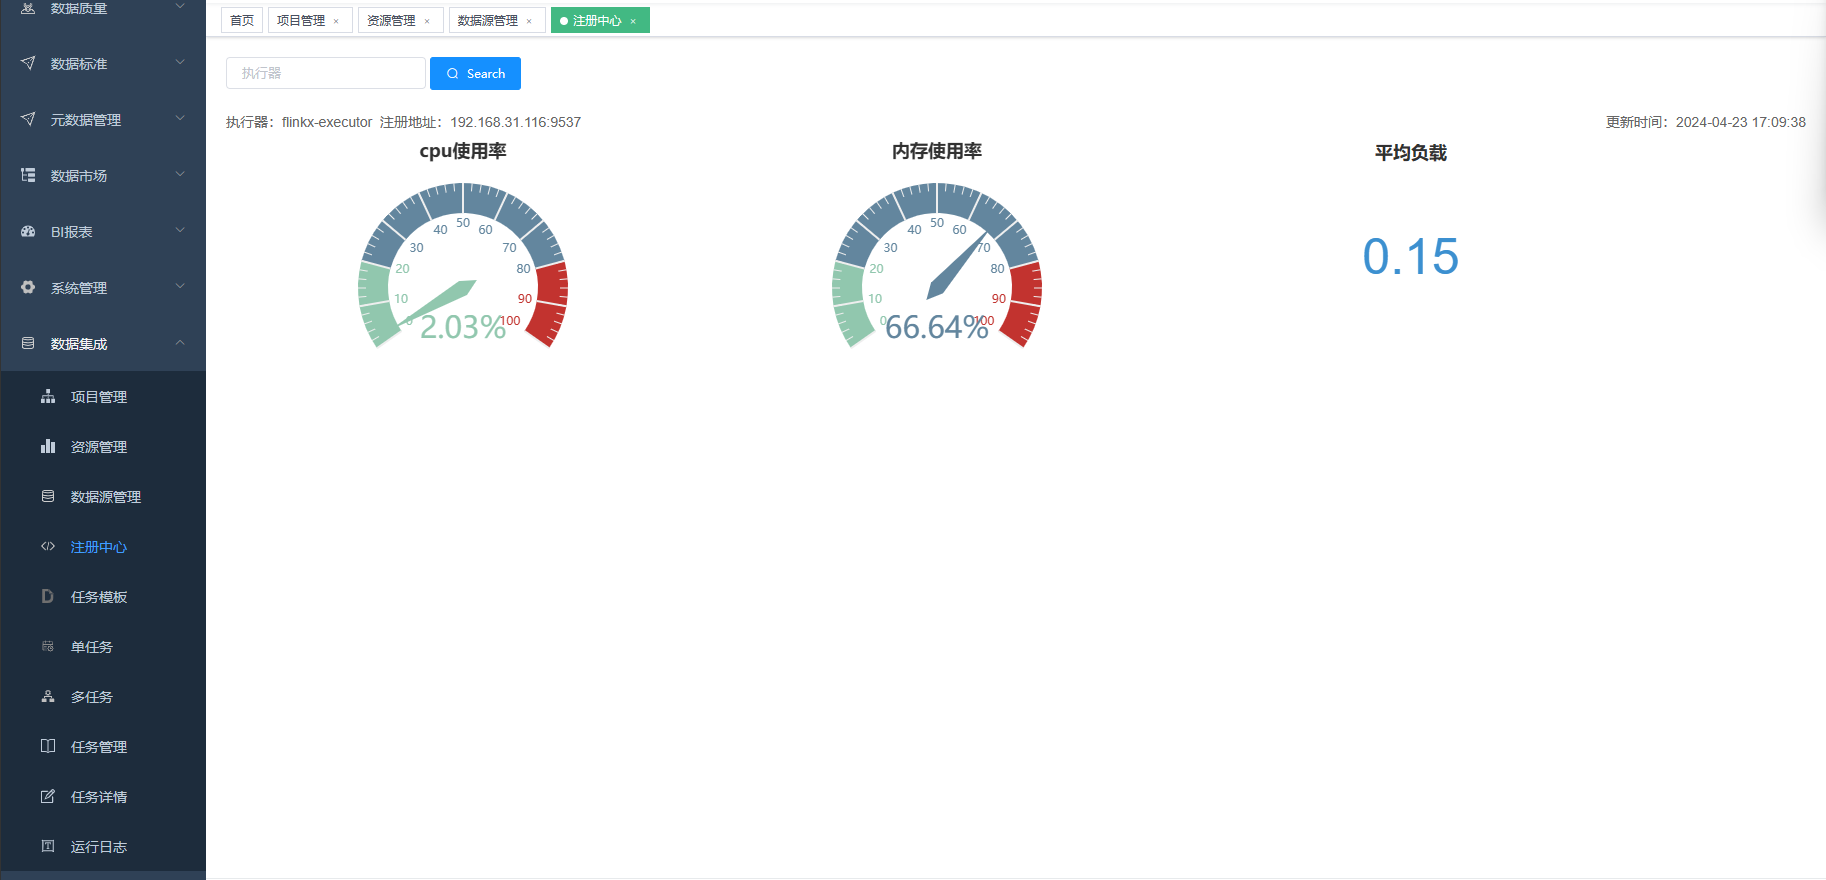 数据质量
数据标准
元数据管理
数据市场
BI报表
系统管理
数据集成
项目管理
资源管理
数据源管理
注册中心
任务模板
单任务
多任务
任务管理
任务详情
运行日志
首页 项目管理 × 资源管理 × 数据源管理 × 注册中心 ×
执行器 Search
执行器：flinkx-executor 注册地址：192.168.31.116:9537 更新时间：2024-04-23 17:09:38
cpu使用率
0 10 20 30 40 50 60 70 80 90 100
2.03%
内存使用率
0 10 20 30 40 50 60 70 80 90 100
66.64%
平均负载
0.15